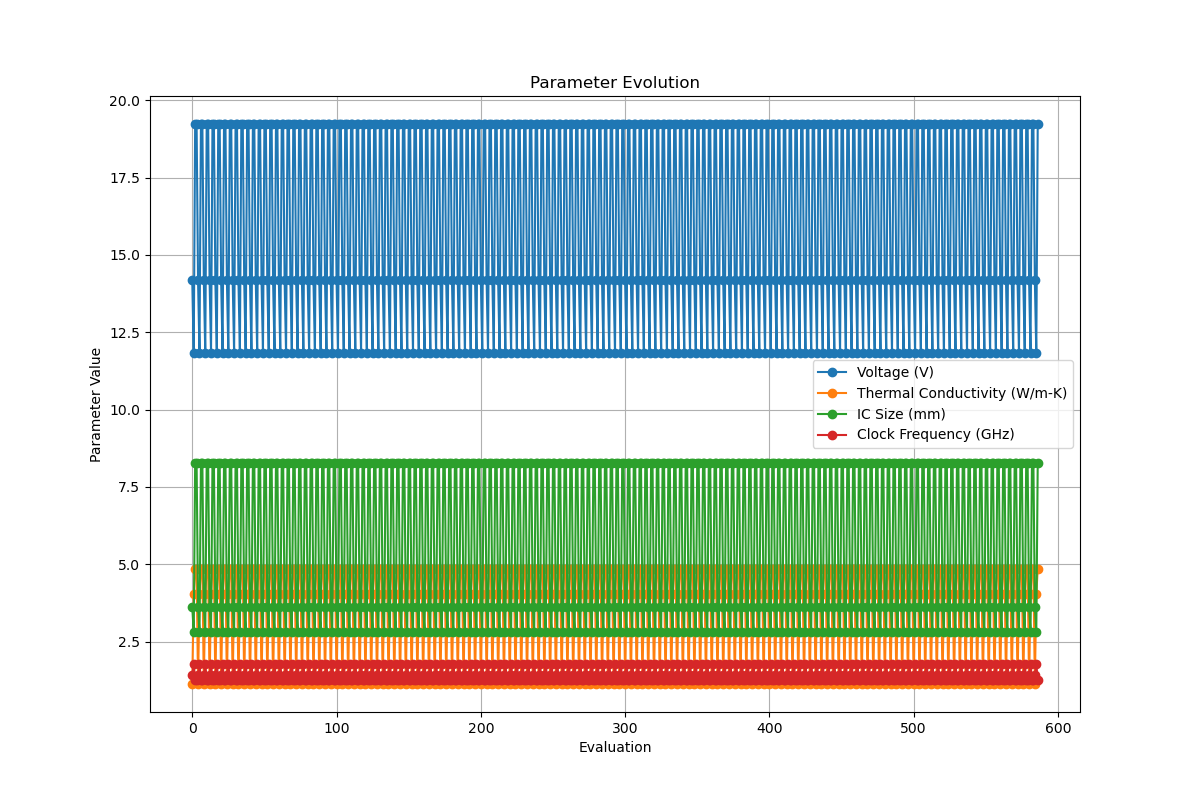 Parameter Evolution
20.0
17.5
15.0
12.5
10.0
7.5
5.0
2.5
Parameter Value
Voltage (V)
Thermal Conductivity (W/m-K)
IC Size (mm)
Clock Frequency (GHz)
0 100 200 300 400 500 600
Evaluation